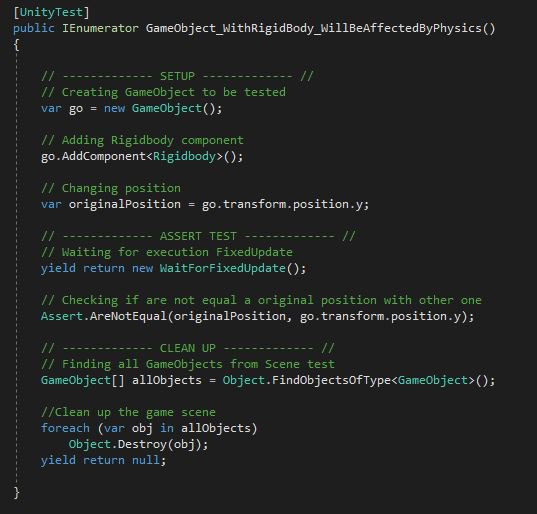 [UnityTest]
public IEnumerator GameObject_WithRigidBody_WillBeAffectedByPhysics()
{
// ------------- SETUP ------------- //
// Creating GameObject to be tested
var go = new GameObject();
// Adding Rigidbody component
go.AddComponent<Rigidbody>();
// Changing position
var originalPosition = go.transform.position.y;
// ------------- ASSERT TEST ------------- //
// Waiting for execution FixedUpdate
yield return new WaitForFixedUpdate();
// Checking if are not equal a original position with other one
Assert.AreNotEqual(originalPosition, go.transform.position.y);
// ------------- CLEAN UP ------------- //
// Finding all GameObjects from Scene test
GameObject[] allObjects = Object.FindObjectsOfType<GameObject>();
//Clean up the game scene
foreach (var obj in allObjects)
Object.Destroy(obj);
yield return null;
}